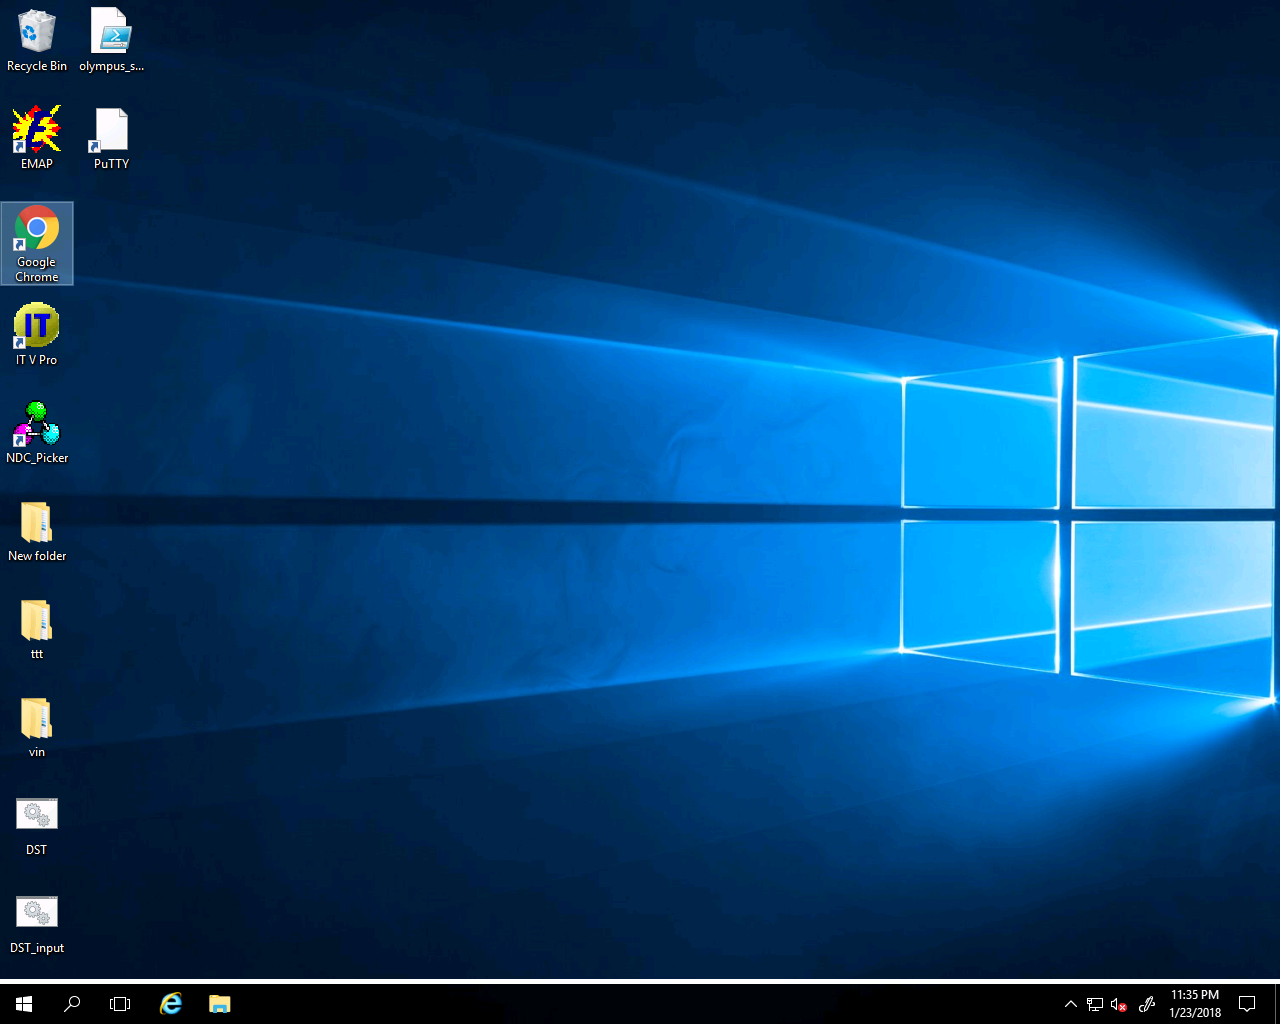 Recycle Bin
olympus_s...
EMAP
PuTTY
Google
Chrome
IT
IT V Pro
NDC_Picker
New folder
ttt
vin
DST
DST_input
11:35 PM
1/23/2018